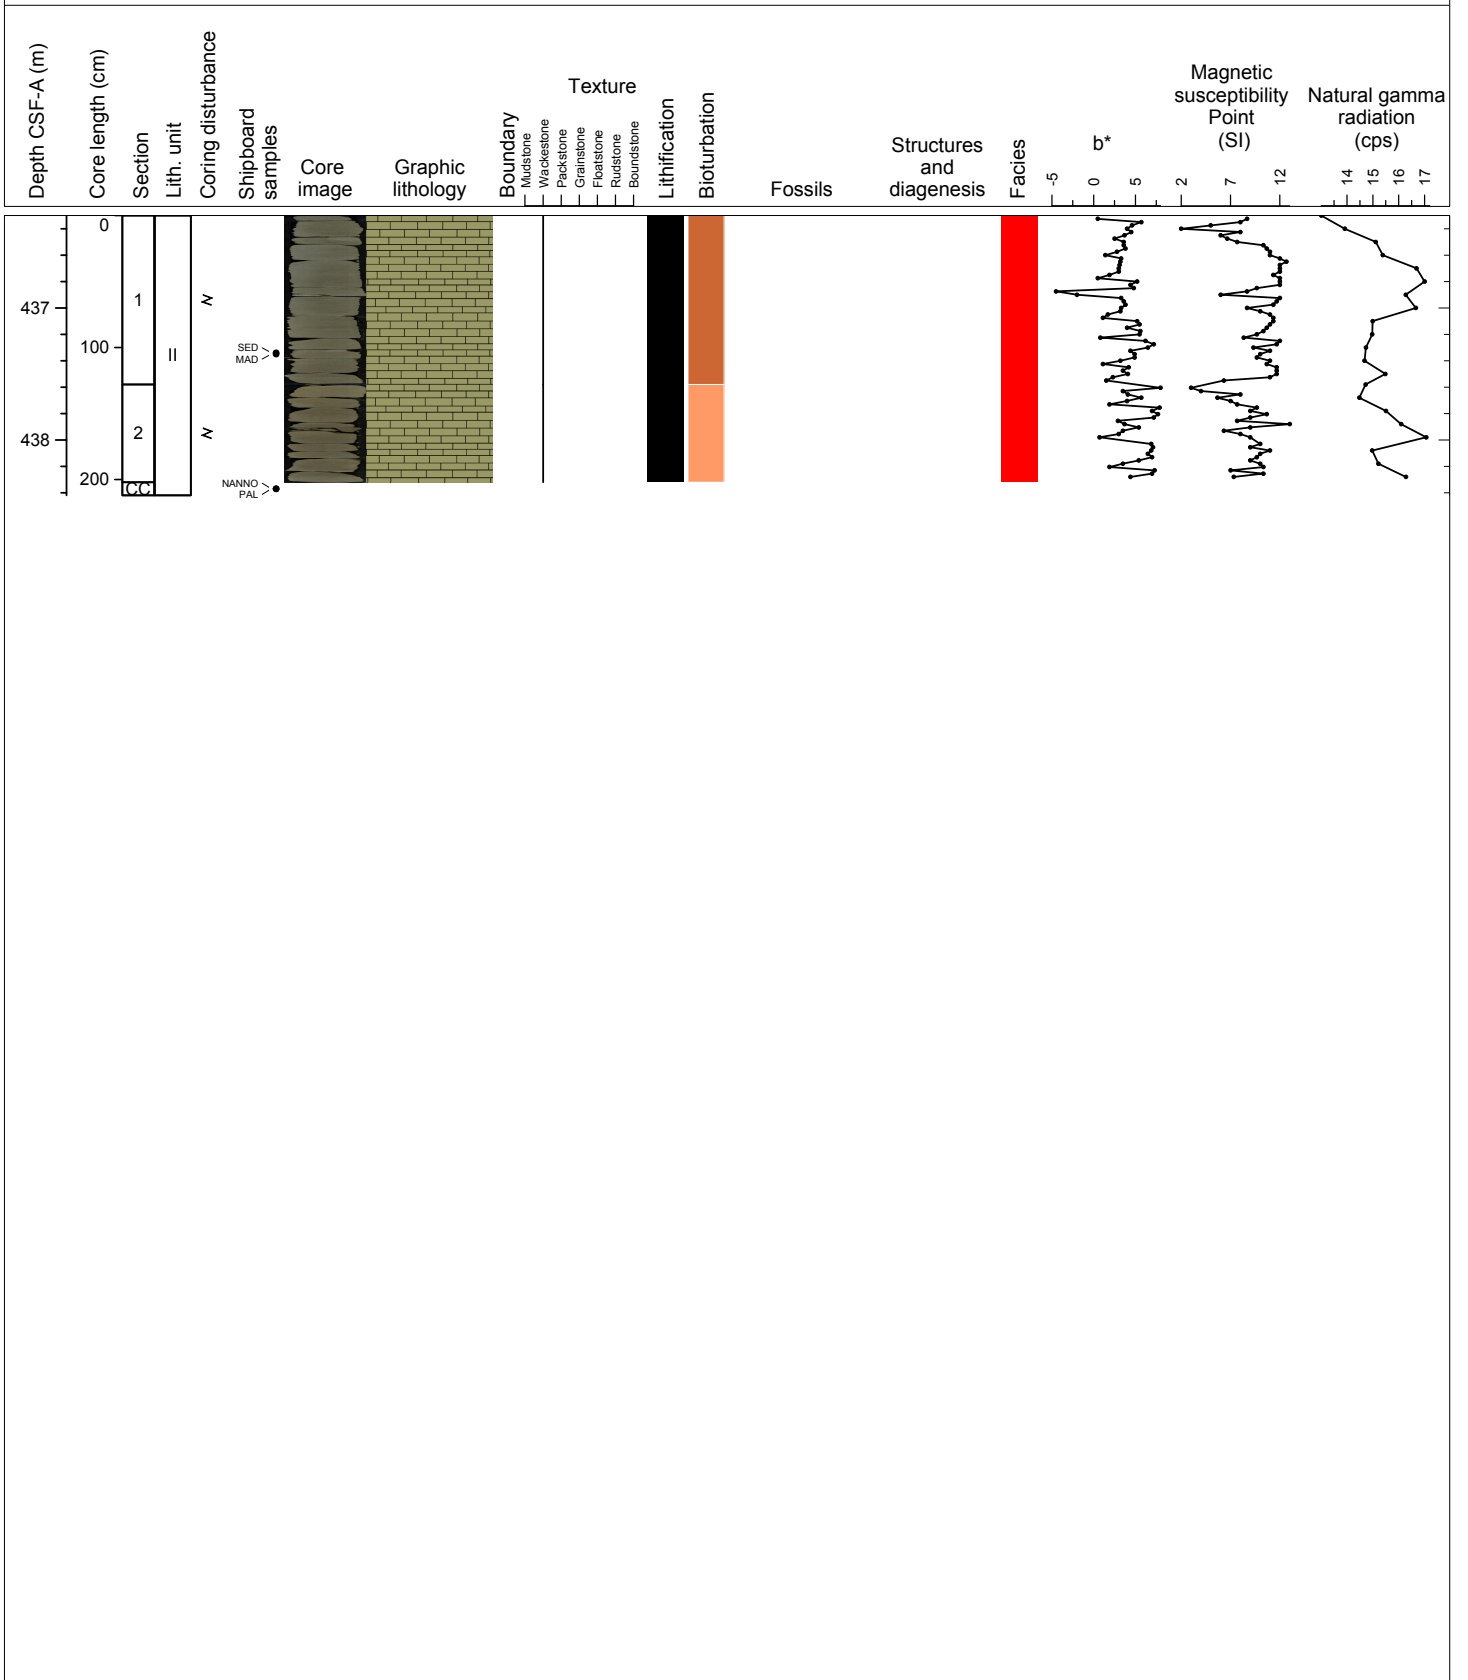 Depth CSF-A (m)
Core length (cm)
Section
Lith. unit
Coring disturbance
Shipboard
samples
Core
image
Graphic
lithology
Boundary
Texture
Mudstone
Wackestone
Packstone
Grainstone
Floatstone
Rudstone
Boundstone
Lithification
Bioturbation
Fossils
Structures
and
diagenesis
Facies
b*
-5 0 5
Magnetic
susceptibility
Point
(SI)
2 7 12
Natural gamma
radiation
(cps)
14 15 16 17
0
1
437
100
II
SED
MAD
2
438
200
CC
NANNO
PAL